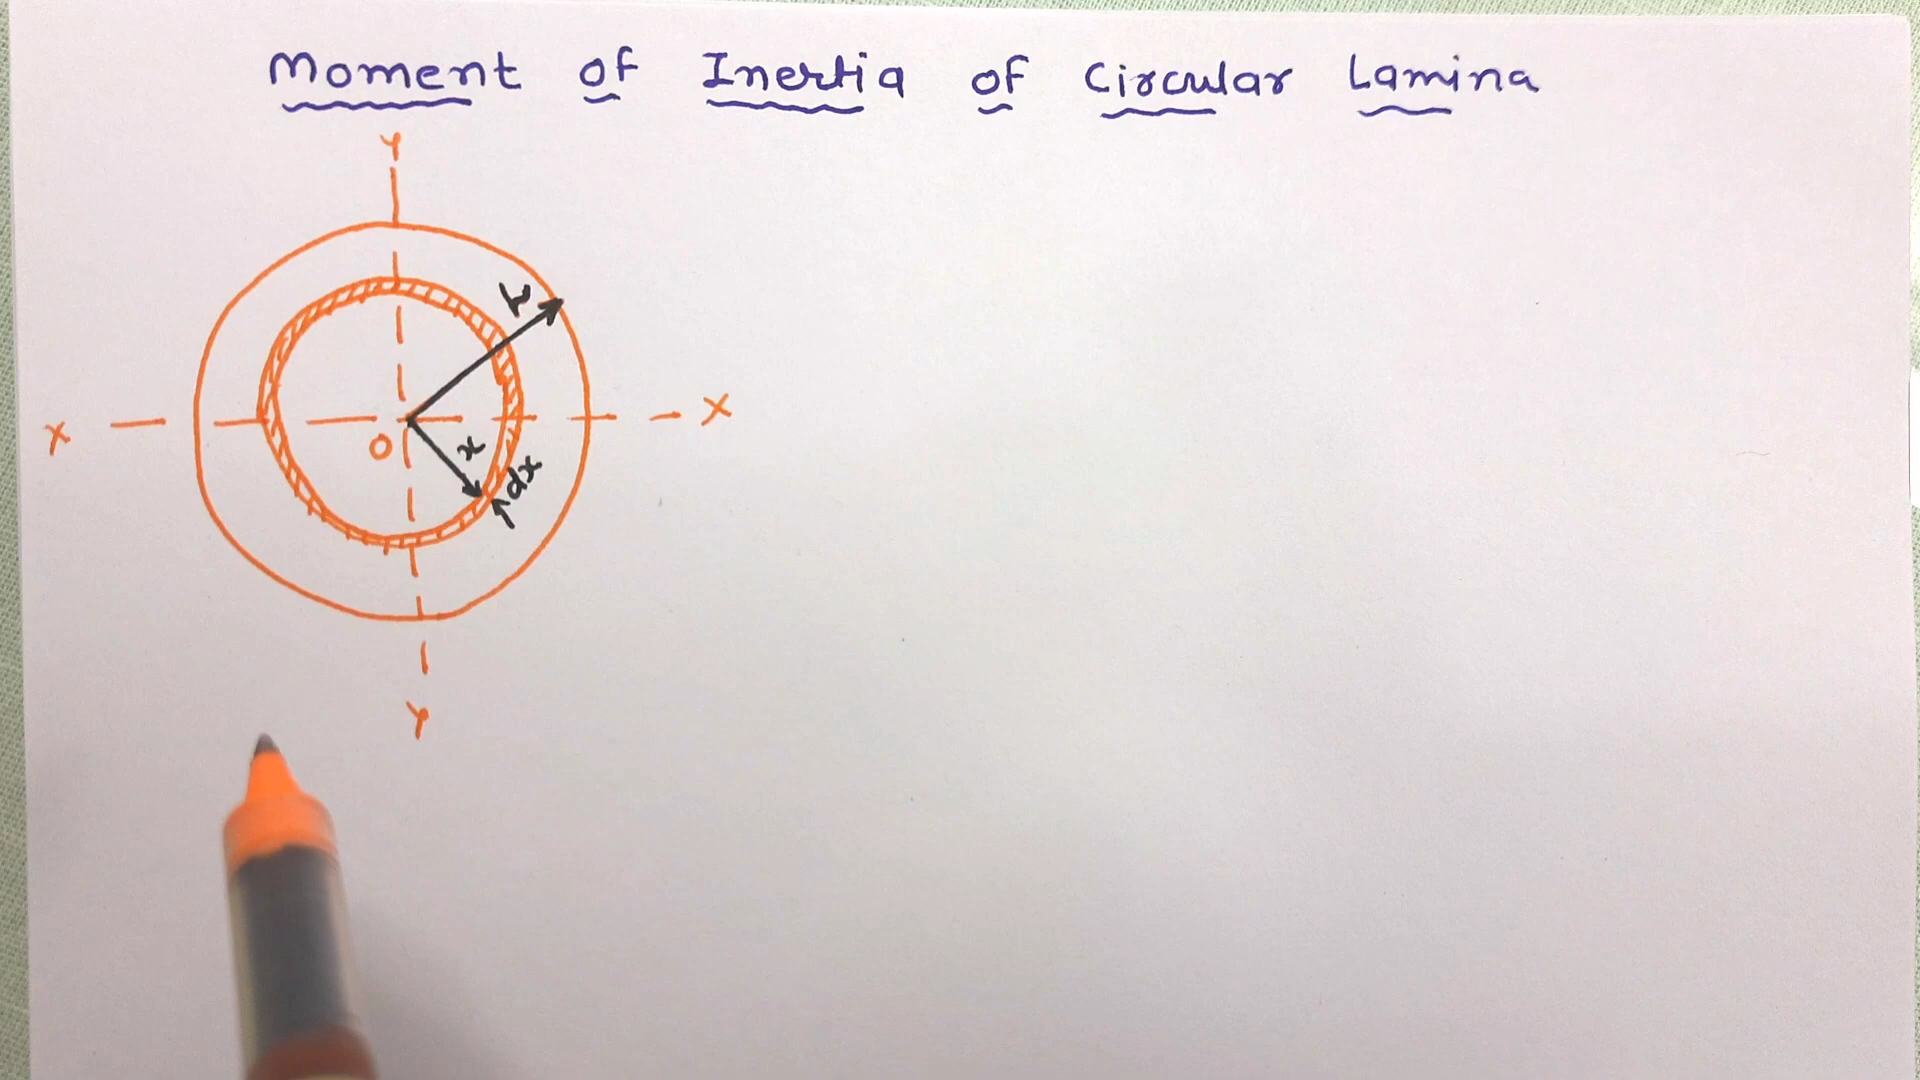 Moment of Inertia of Circular Lamina
Y
r
X X
O x
dx
Y